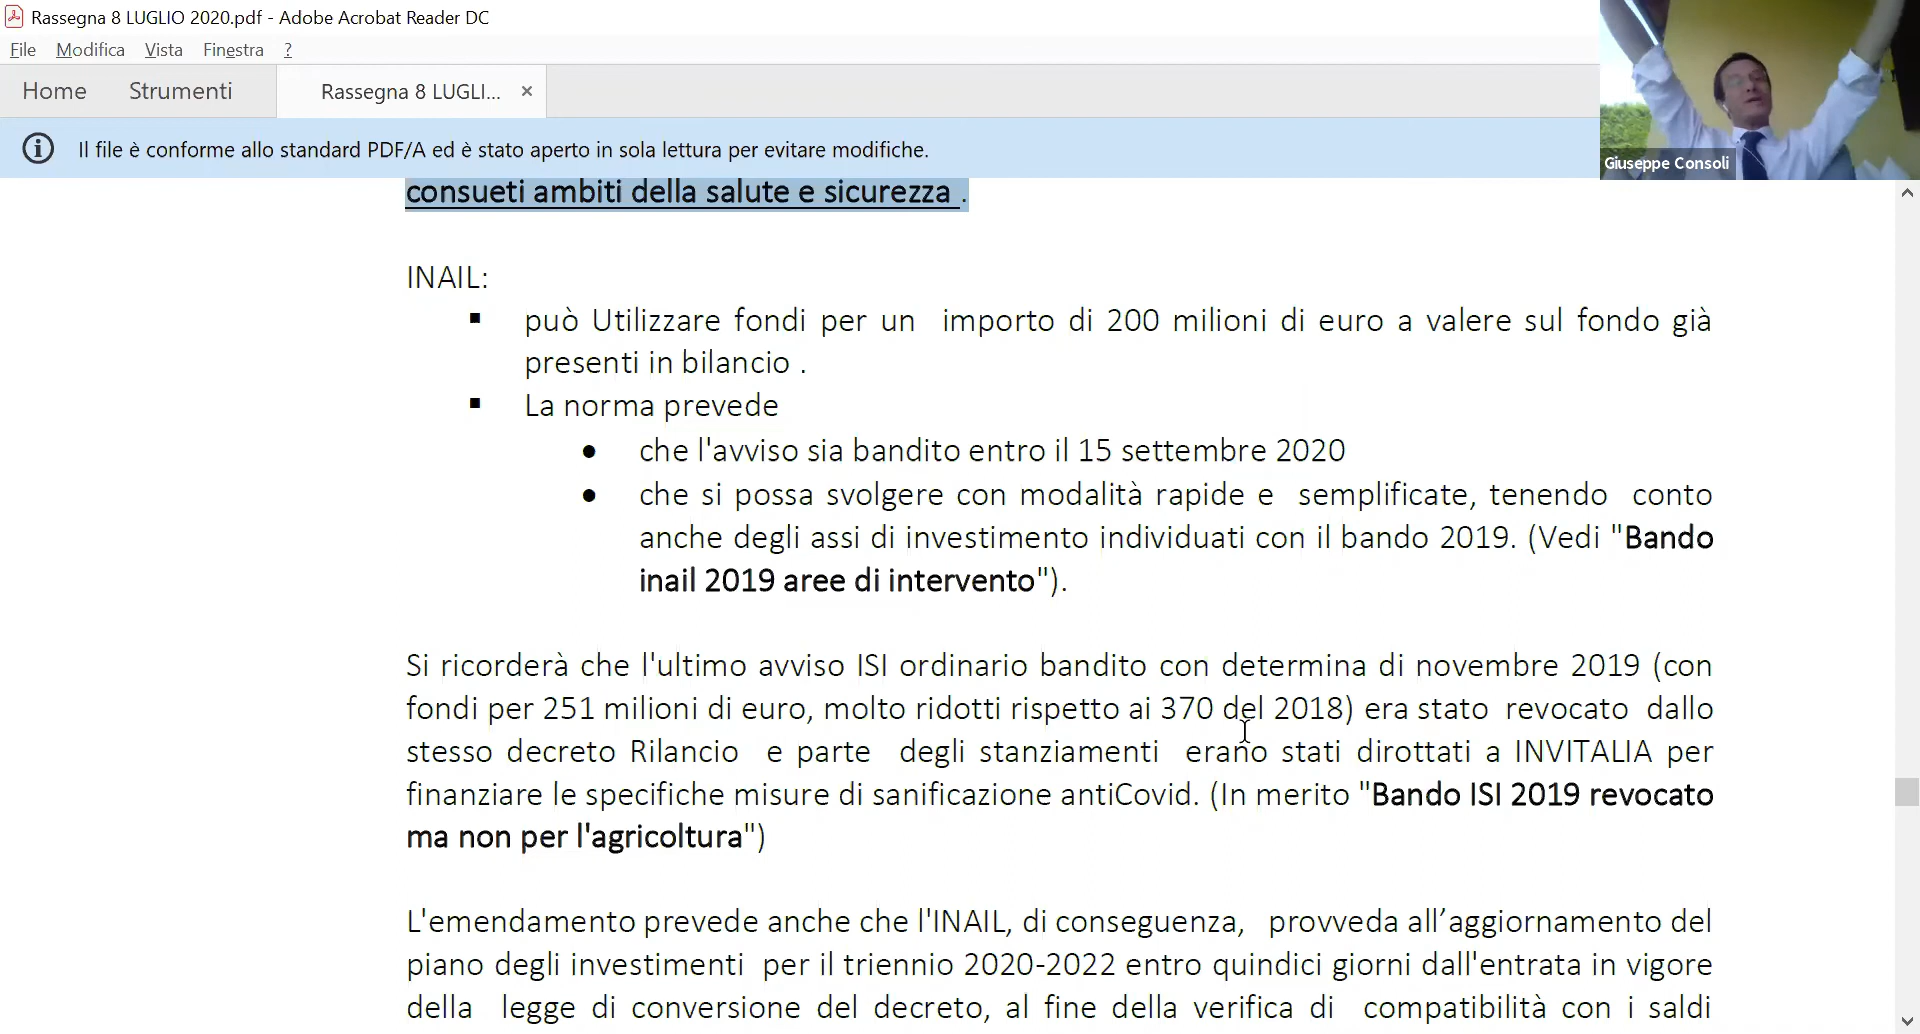 Rassegna 8 LUGLIO 2020.pdf - Adobe Acrobat Reader DC
File Modifica Vista Finestra ?
Home Strumenti Rassegna 8 LUGLI... ×
Il file è conforme allo standard PDF/A ed è stato aperto in sola lettura per evitare modifiche.
Giuseppe Consoli
consueti ambiti della salute e sicurezza .
INAIL:
▪ può Utilizzare fondi per un importo di 200 milioni di euro a valere sul fondo già
presenti in bilancio .
▪ La norma prevede
● che l'avviso sia bandito entro il 15 settembre 2020
● che si possa svolgere con modalità rapide e semplificate, tenendo conto
anche degli assi di investimento individuati con il bando 2019. (Vedi "Bando
inail 2019 aree di intervento").
Si ricorderà che l'ultimo avviso ISI ordinario bandito con determina di novembre 2019 (con
fondi per 251 milioni di euro, molto ridotti rispetto ai 370 del 2018) era stato revocato dallo
stesso decreto Rilancio e parte degli stanziamenti erano stati dirottati a INVITALIA per
finanziare le specifiche misure di sanificazione antiCovid. (In merito "Bando ISI 2019 revocato
ma non per l'agricoltura")
L'emendamento prevede anche che l'INAIL, di conseguenza, provveda all’aggiornamento del
piano degli investimenti per il triennio 2020-2022 entro quindici giorni dall'entrata in vigore
della legge di conversione del decreto, al fine della verifica di compatibilità con i saldi